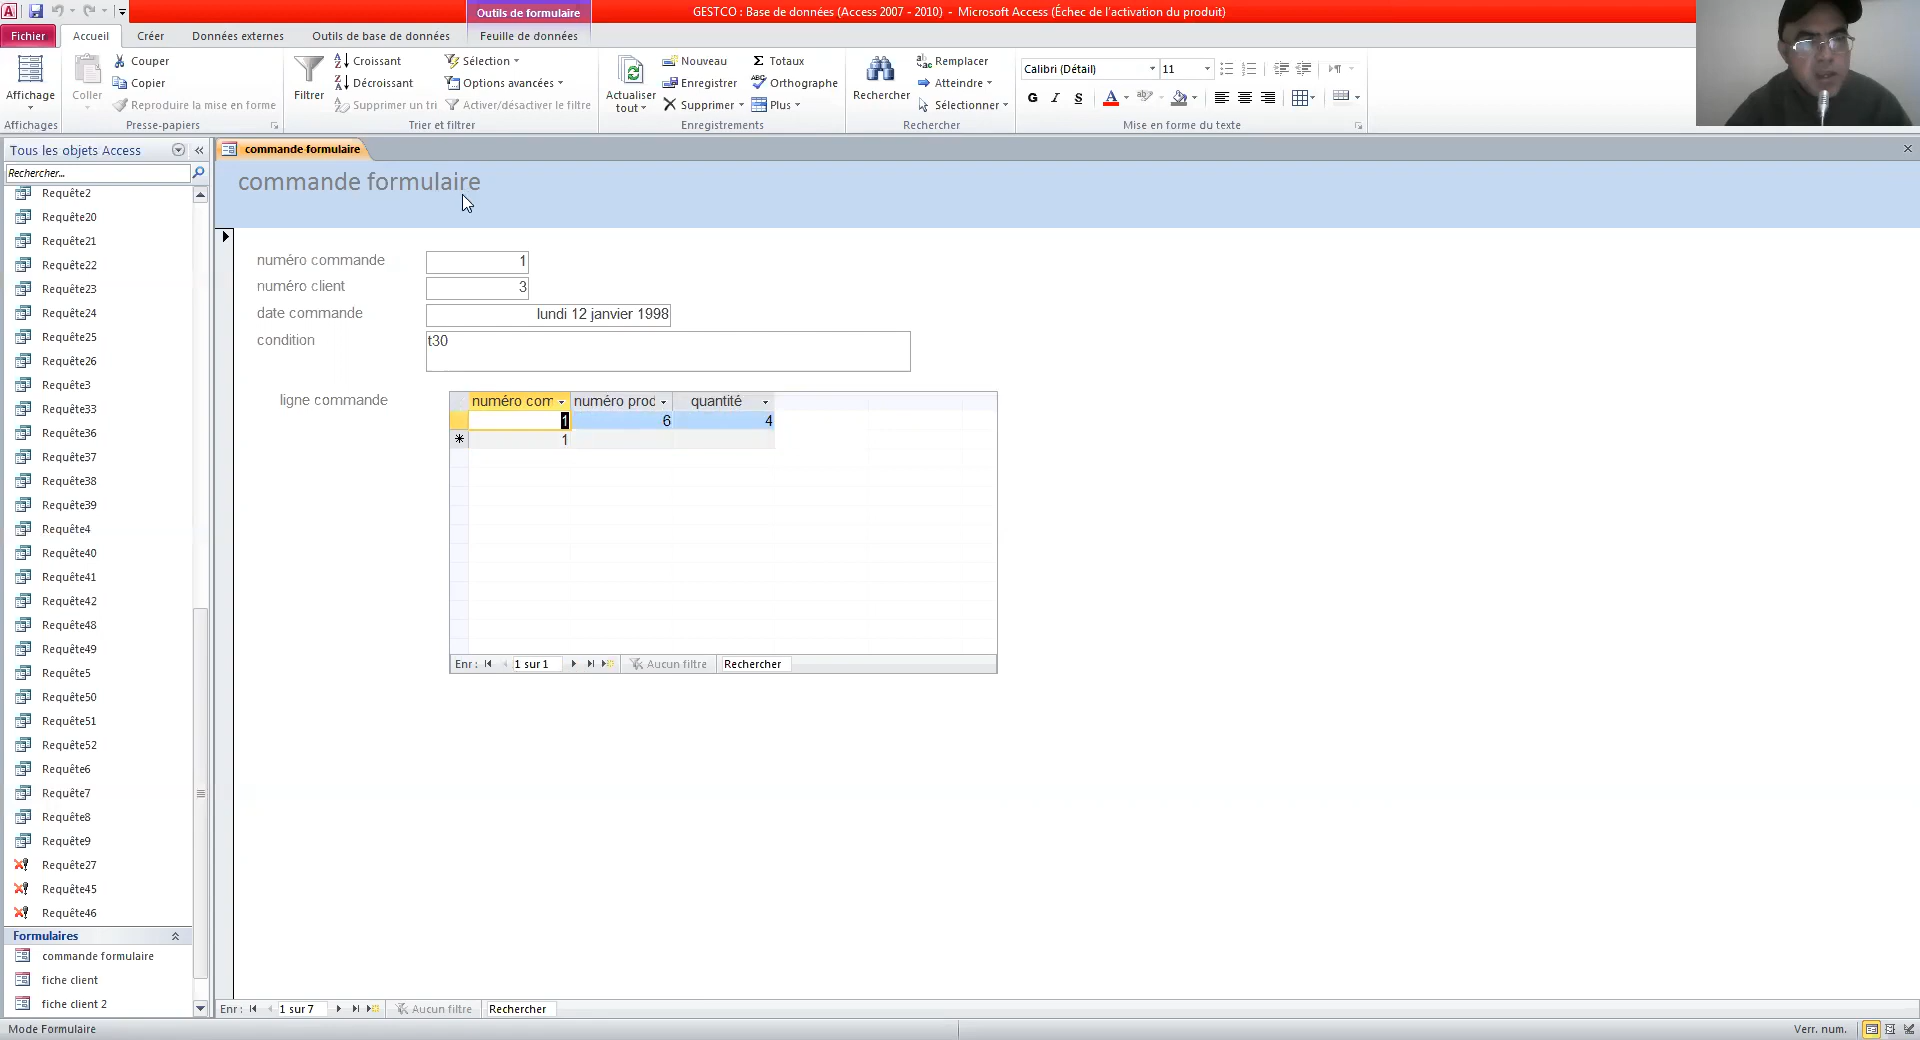 Outils de formulaire
GESTCO : Base de données (Access 2007 - 2010) - Microsoft Access (Échec de l'activation du produit)
Fichier Accueil Créer Données externes Outils de base de données Feuille de données
Affichage
Affichages
Coller
Couper
Copier
Reproduire la mise en forme
Presse-papiers
Filtrer
Croissant
Décroissant
Supprimer un tri
Sélection
Options avancées
Activer/désactiver le filtre
Trier et filtrer
Actualiser
tout
Nouveau
Enregistrer
Supprimer
Totaux
Orthographe
Plus
Enregistrements
Rechercher
Remplacer
Atteindre
Sélectionner
Rechercher
Calibri (Détail) 11
G I S A
Mise en forme du texte
Tous les objets Access
Rechercher...
Requête2
Requête20
Requête21
Requête22
Requête23
Requête24
Requête25
Requête26
Requête3
Requête33
Requête36
Requête37
Requête38
Requête39
Requête4
Requête40
Requête41
Requête42
Requête48
Requête49
Requête5
Requête50
Requête51
Requête52
Requête6
Requête7
Requête8
Requête9
Requête27
Requête45
Requête46
Formulaires
commande formulaire
fiche client
fiche client 2
commande formulaire
commande formulaire
numéro commande 1
numéro client 3
date commande lundi 12 janvier 1998
condition t30
ligne commande
numéro com numéro prod quantité
1 6 4
* 1
Enr : 1 sur 1 Aucun filtre Rechercher
Enr : 1 sur 7 Aucun filtre Rechercher
Mode Formulaire Verr. num.